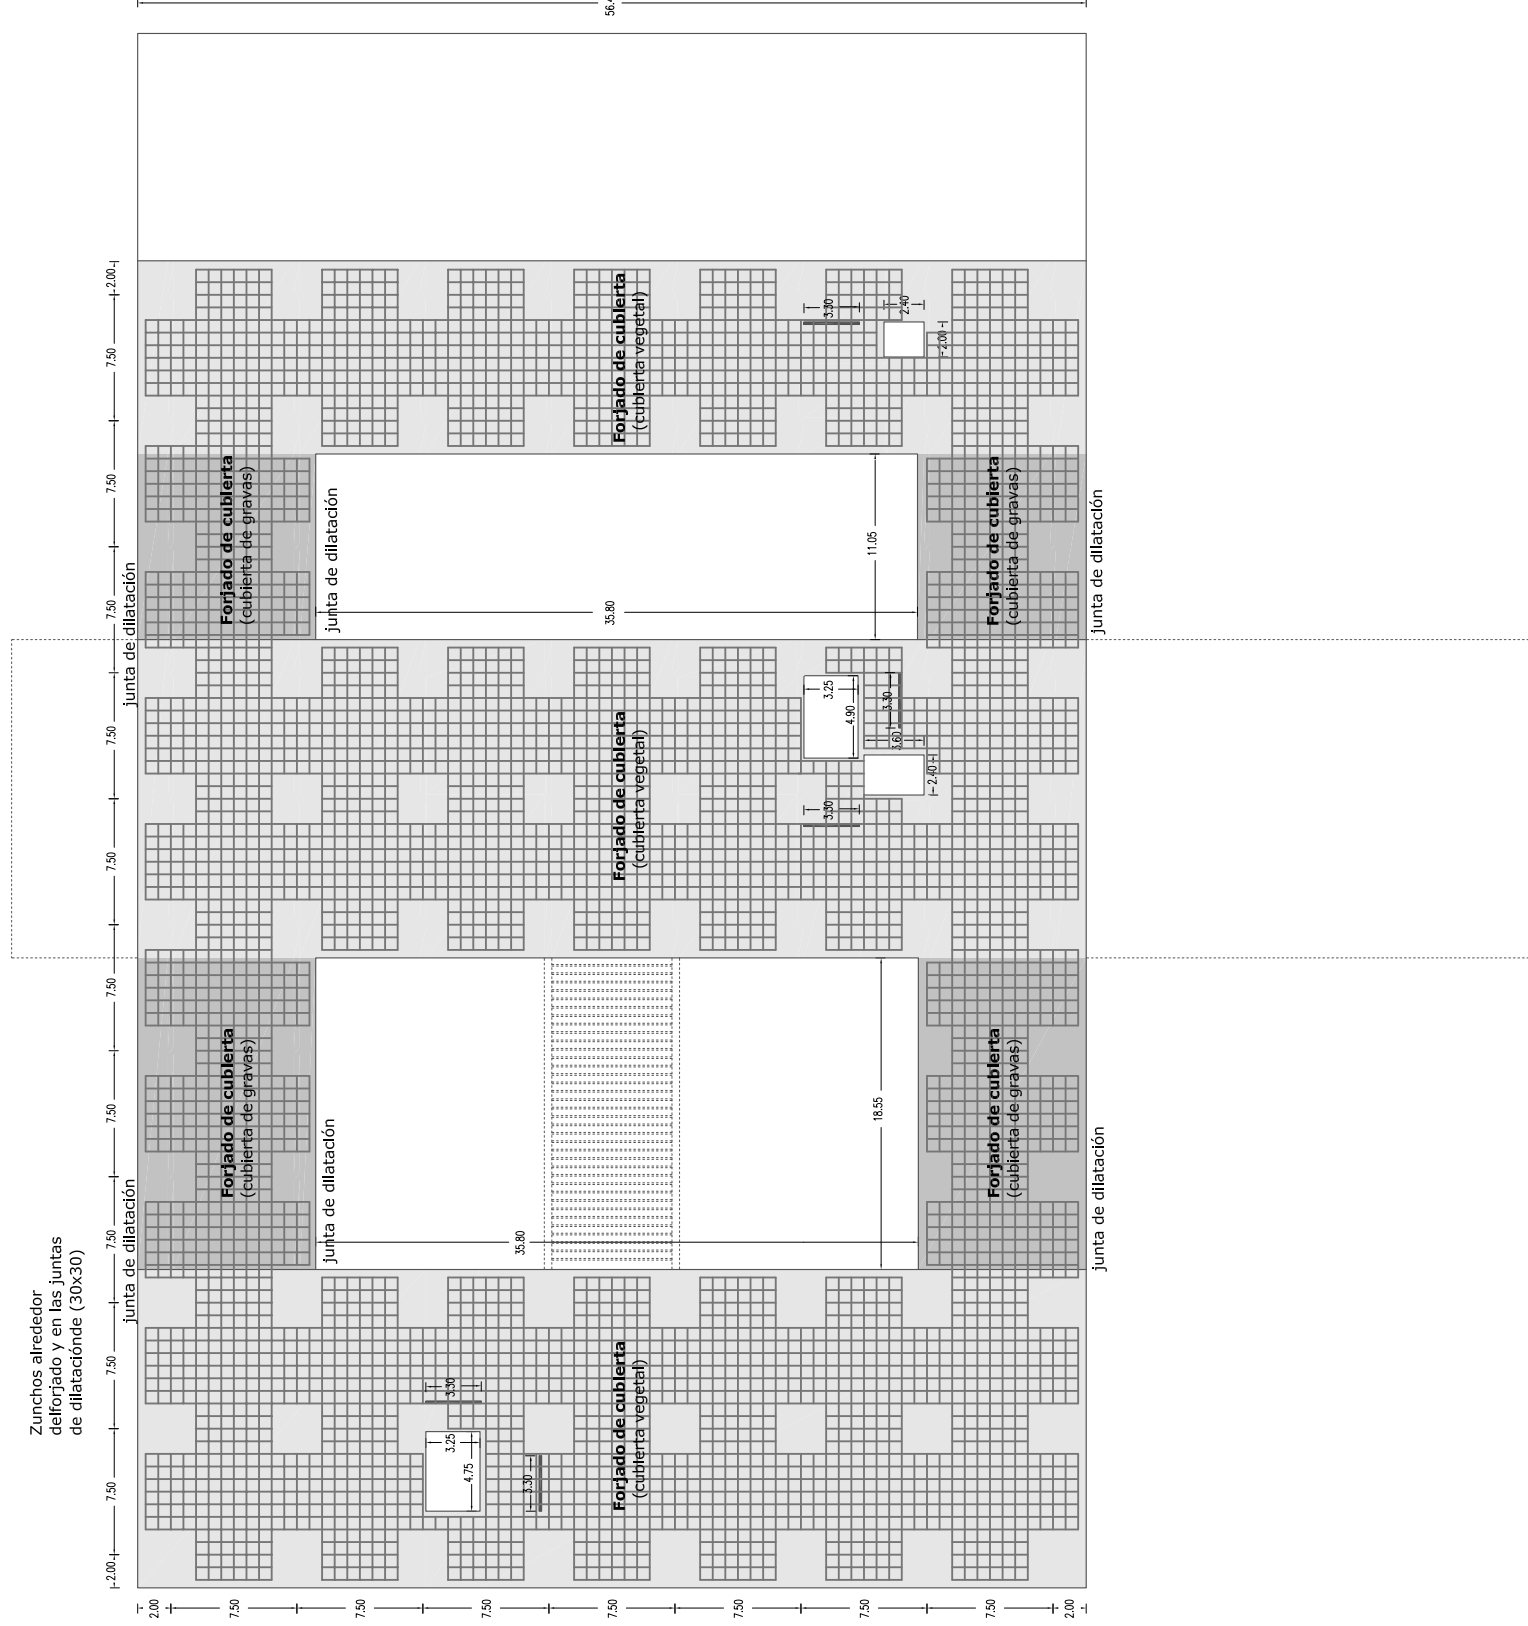 2.00
7.50
7.50
7.50
7.50
7.50
7.50
7.50
7.50
7.50
7.50
2.00
Forjado de cubierta
(cubierta vegetal)
3.30
2.40
2.00
Forjado de cubierta
(cubierta de gravas)
junta de dilatación
junta de dilatación
35.80
11.05
Forjado de cubierta
(cubierta de gravas)
junta de dilatación
Forjado de cubierta
(cubierta vegetal)
3.25
4.90
3.30
3.60
2.40
3.30
Forjado de cubierta
(cubierta de gravas)
junta de dilatación
junta de dilatación
35.80
18.55
Forjado de cubierta
(cubierta de gravas)
junta de dilatación
Zunchos alrededor
delforjado y en las juntas
de dilataciónde (30x30)
Forjado de cubierta
(cubierta vegetal)
3.30
3.25
4.75
3.30
2.00
7.50
7.50
7.50
7.50
7.50
7.50
7.50
2.00